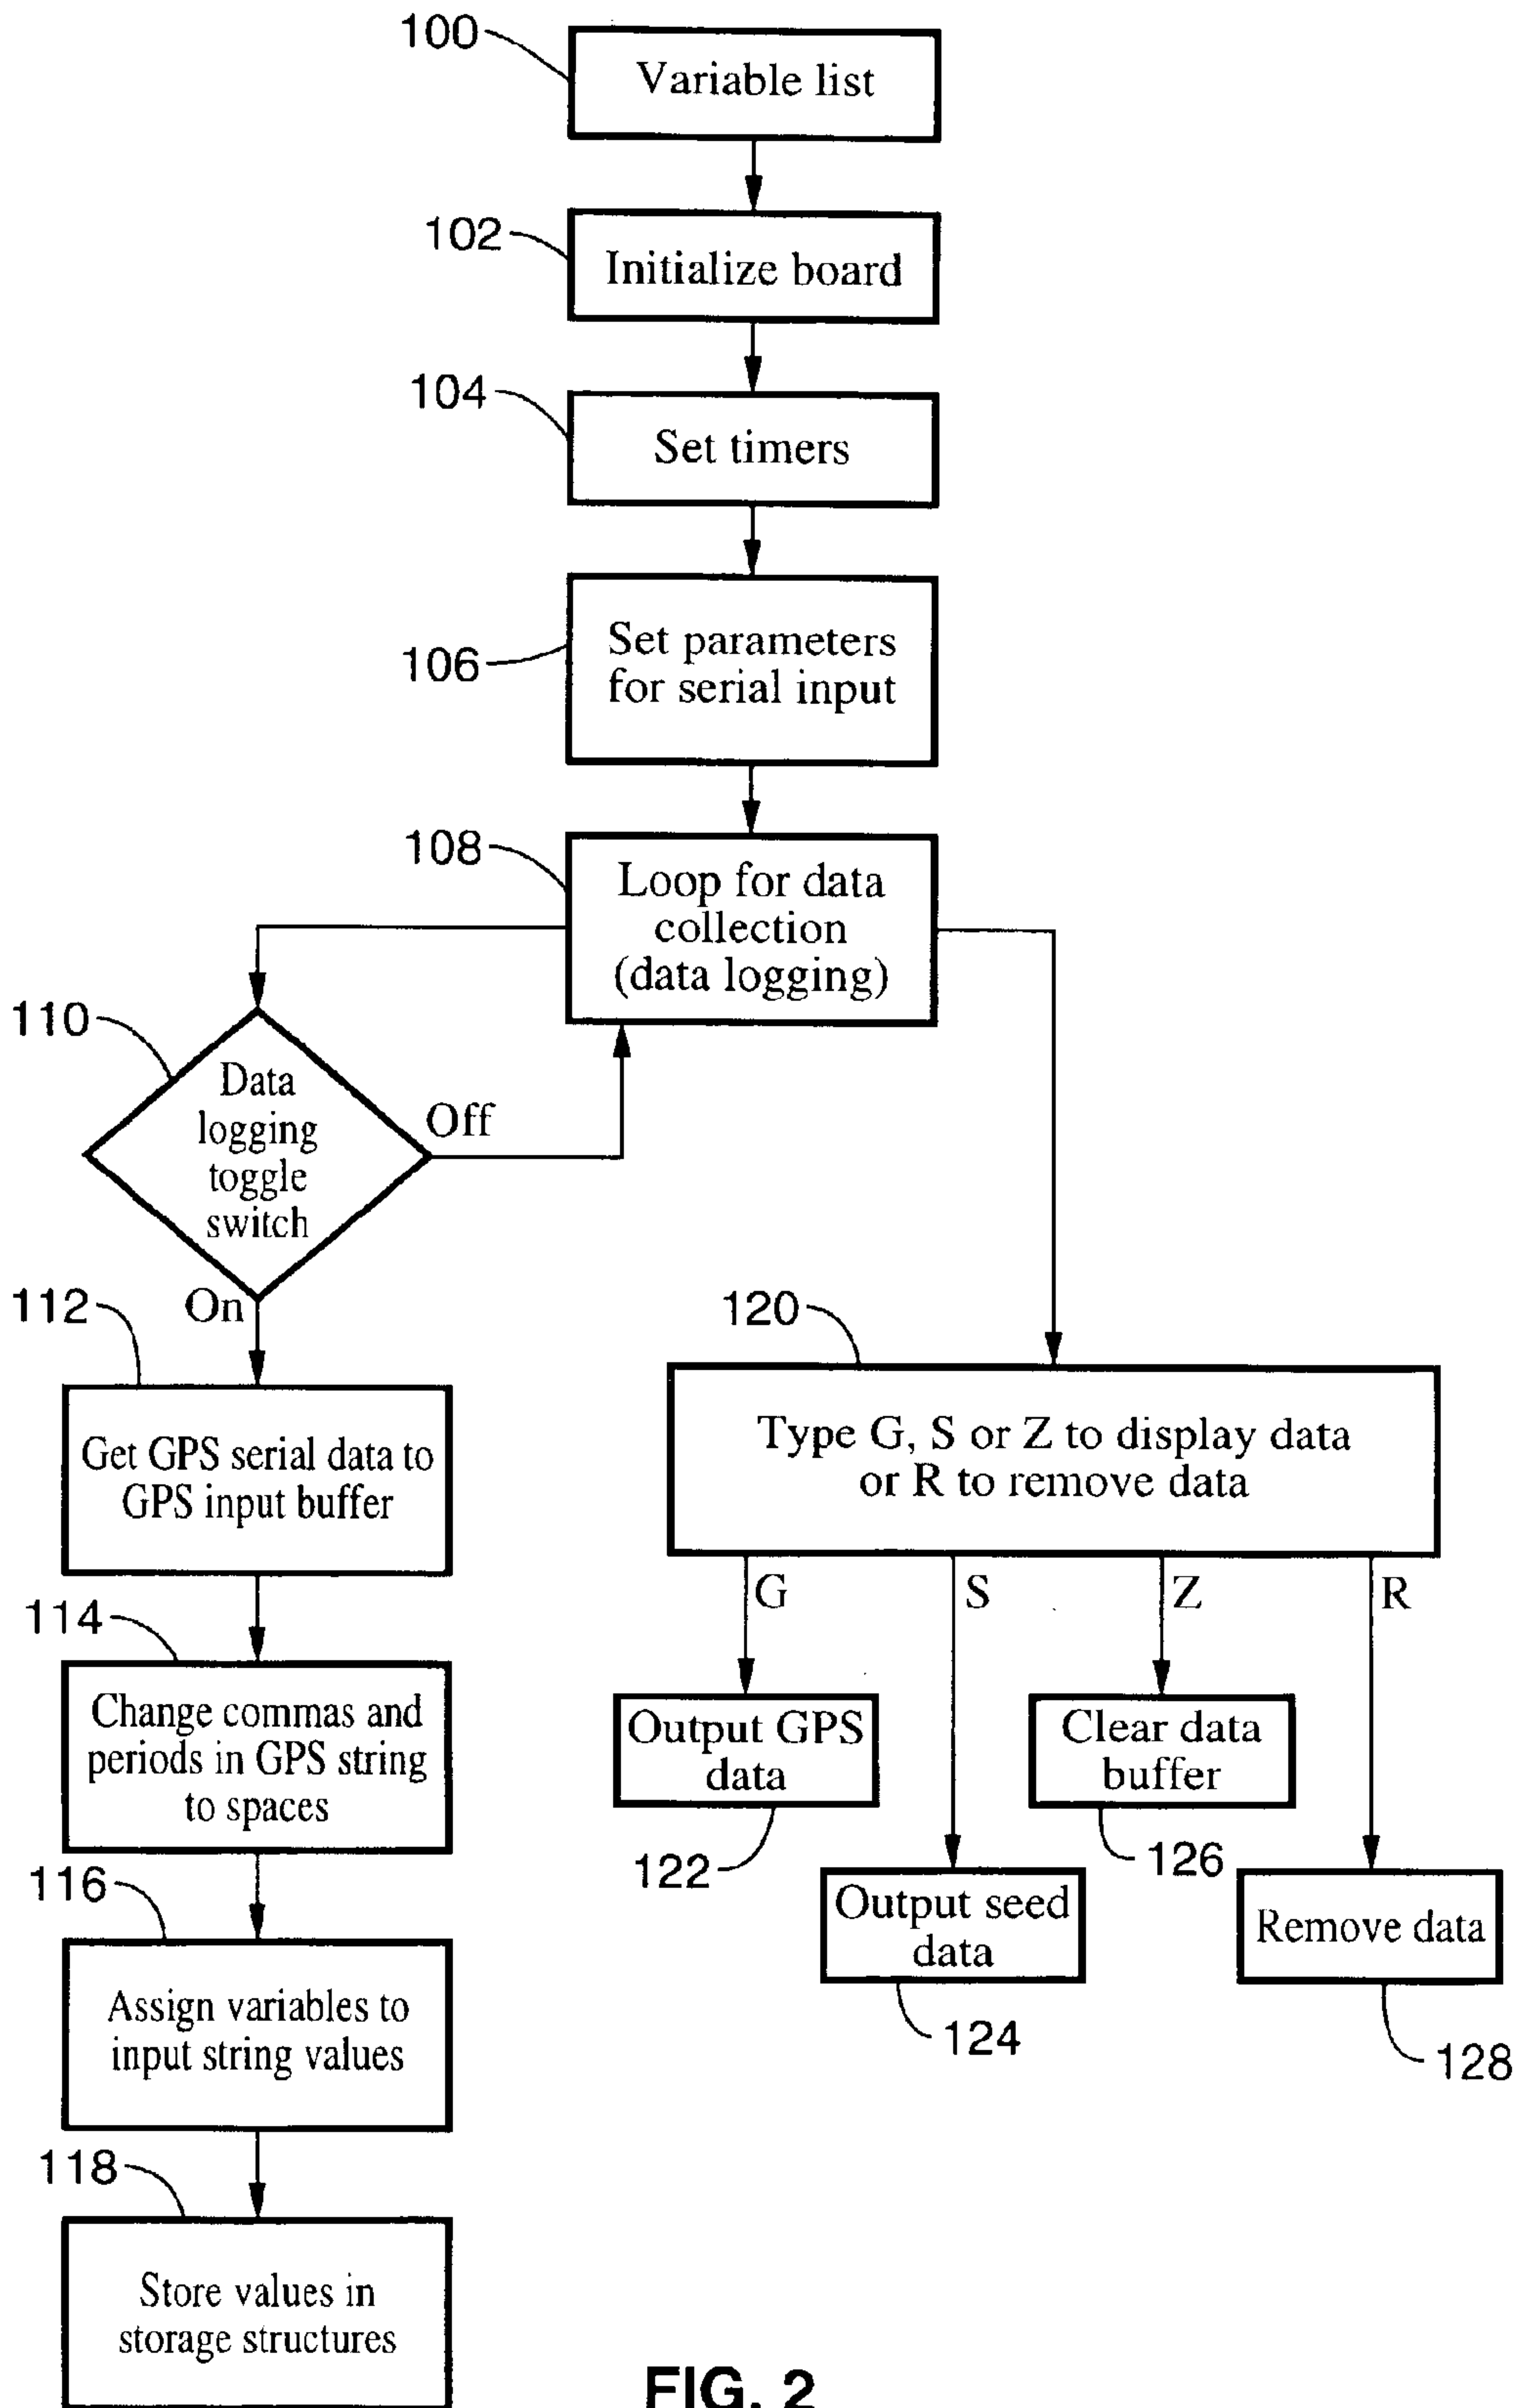 100
Variable list
102
Initialize board
104
Set timers
106
Set parameters
for serial input
108
Loop for data
collection
(data logging)
110
Data
logging
toggle
switch
Off
On
112
Get GPS serial data to
GPS input buffer
114
Change commas and
periods in GPS string
to spaces
116
Assign variables to
input string values
118
Store values in
storage structures
120
Type G, S or Z to display data
or R to remove data
G
S
Z
R
Output GPS
data
122
Output seed
data
124
Clear data
buffer
126
Remove data
128
FIG. 2